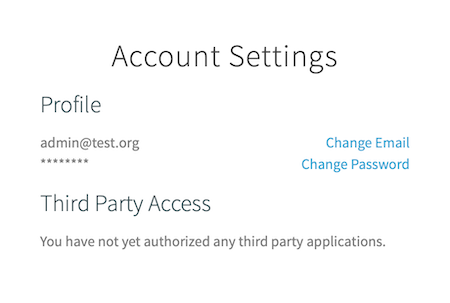 Account Settings
Profile
admin@test.org Change Email
******** Change Password
Third Party Access
You have not yet authorized any third party applications.